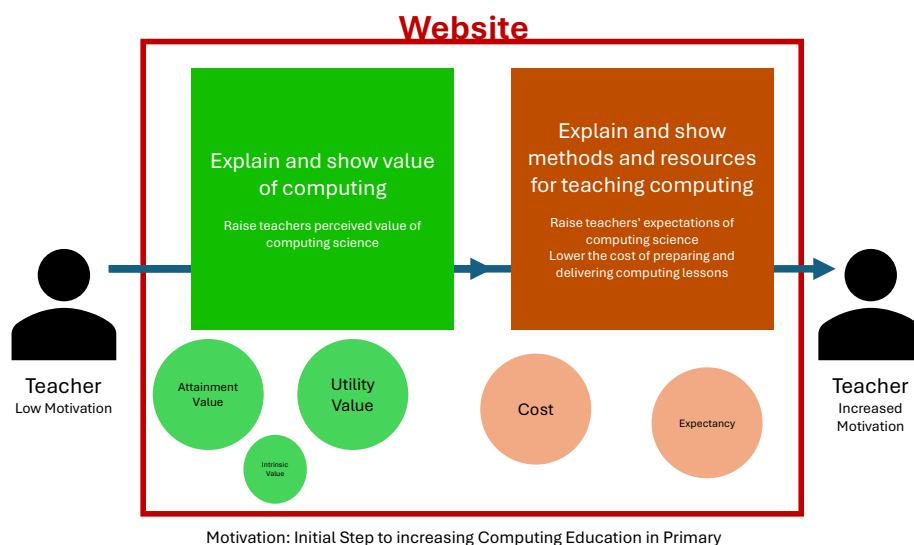 Website
Explain and show value
of computing
Raise teachers perceived value of
computing science
Explain and show
methods and resources
for teaching computing
Raise teachers' expectations of
computing science
Lower the cost of preparing and
delivering computing lessons
Teacher
Low Motivation
Attainment
Value
Utility
Value
Intrinsic
Value
Cost
Expectancy
Teacher
Increased
Motivation
Motivation: Initial Step to increasing Computing Education in Primary